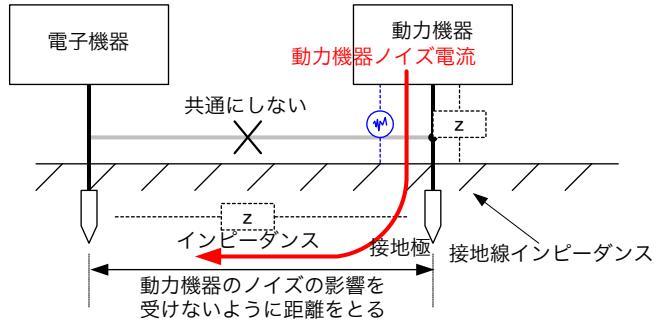 電子機器
動力機器
動力機器ノイズ電流
共通にしない
z
z
インピーダンス
接地極
接地線インピーダンス
動力機器のノイズの影響を
受けないように距離をとる